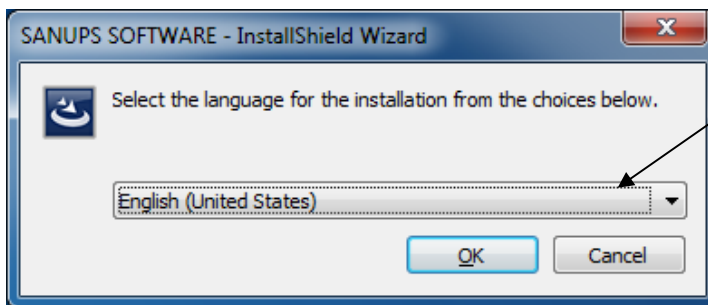 SANUPS SOFTWARE - InstallShield Wizard
Select the language for the installation from the choices below.
English (United States)
OK
Cancel